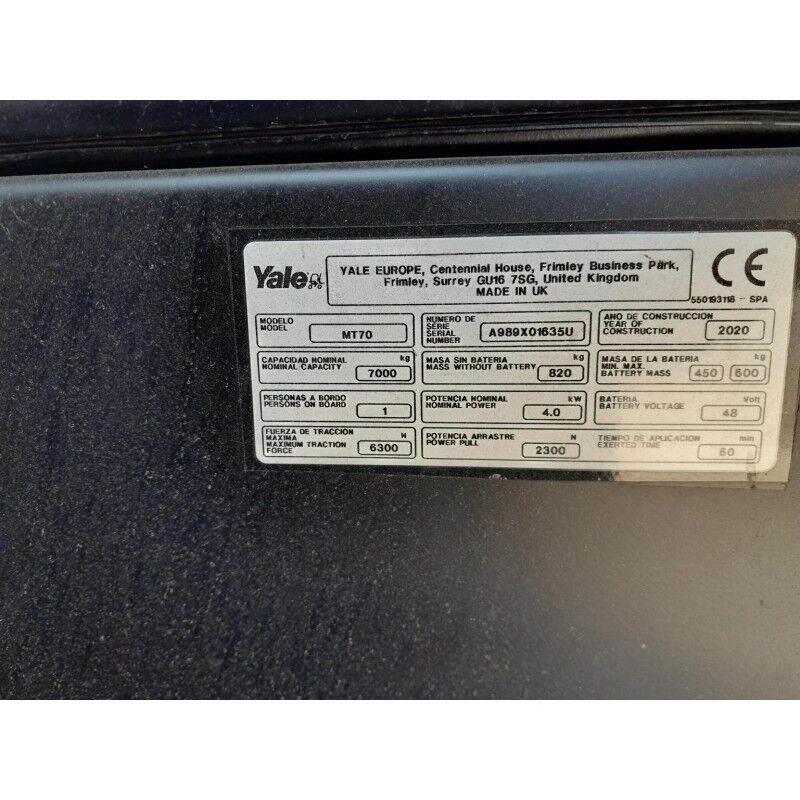 Yale
YALE EUROPE, Centennial House, Frimley Business Park,
Frimley, Surrey GU16 7SG, United Kingdom
MADE IN UK
CE
550193118 - SPA
MODELO
MODEL
MT70
NUMERO DE
SERIE
SERIAL
NUMBER
A989X01635U
ANO DE CONSTRUCCION
YEAR OF
CONSTRUCTION
2020
CAPACIDAD NOMINAL
NOMINAL CAPACITY
kg
7000
MASA SIN BATERIA
MASS WITHOUT BATTERY
kg
820
MASA DE LA BATERIA
MIN. MAX.
BATTERY MASS
kg
450 600
PERSONAS A BORDO
PERSONS ON BOARD
1
POTENCIA NOMINAL
NOMINAL POWER
kW
4.0
BATERIA
BATTERY VOLTAGE
Volt
48
FUERZA DE TRACCION
MAXIMA
MAXIMUM TRACTION
FORCE
N
6300
POTENCIA ARRASTRE
POWER PULL
N
2300
TIEMPO DE APLICACION
EXERTED TIME
min
60